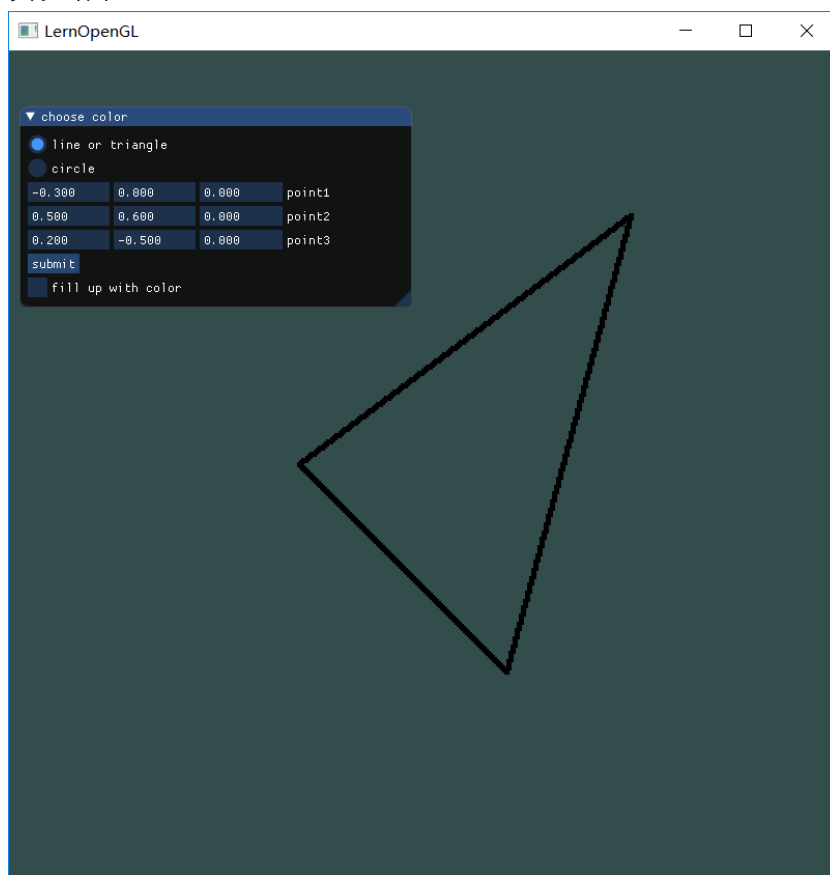 LernOpenGL
choose color
line or triangle
circle
-0.300 0.000 0.000 point1
0.500 0.600 0.000 point2
0.200 -0.500 0.000 point3
submit
fill up with color